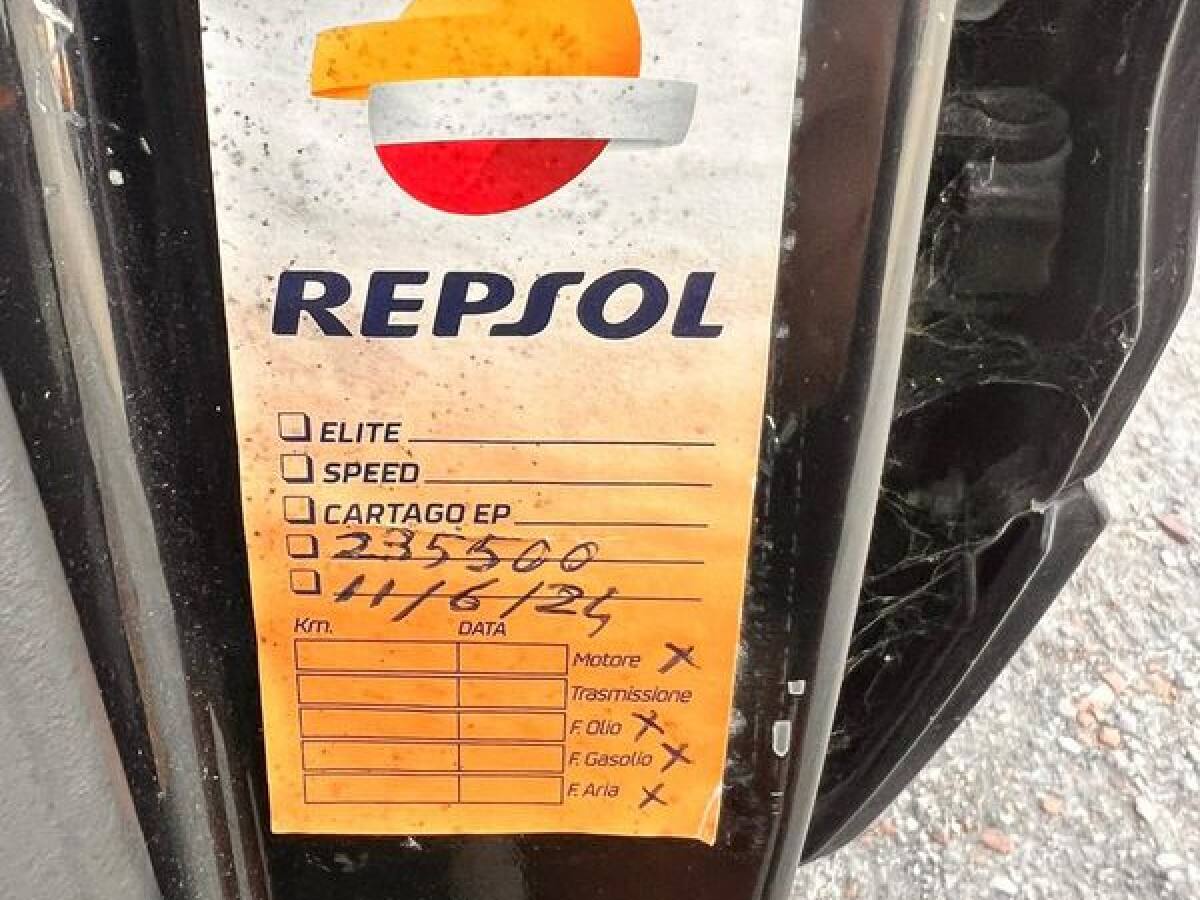 REPSOL
ELITE
SPEED
CARTAGO EP
235500
11/6/24
Km. DATA
Motore X
Trasmissione
F. Olio X
F. Gasolio X
F. Aria X